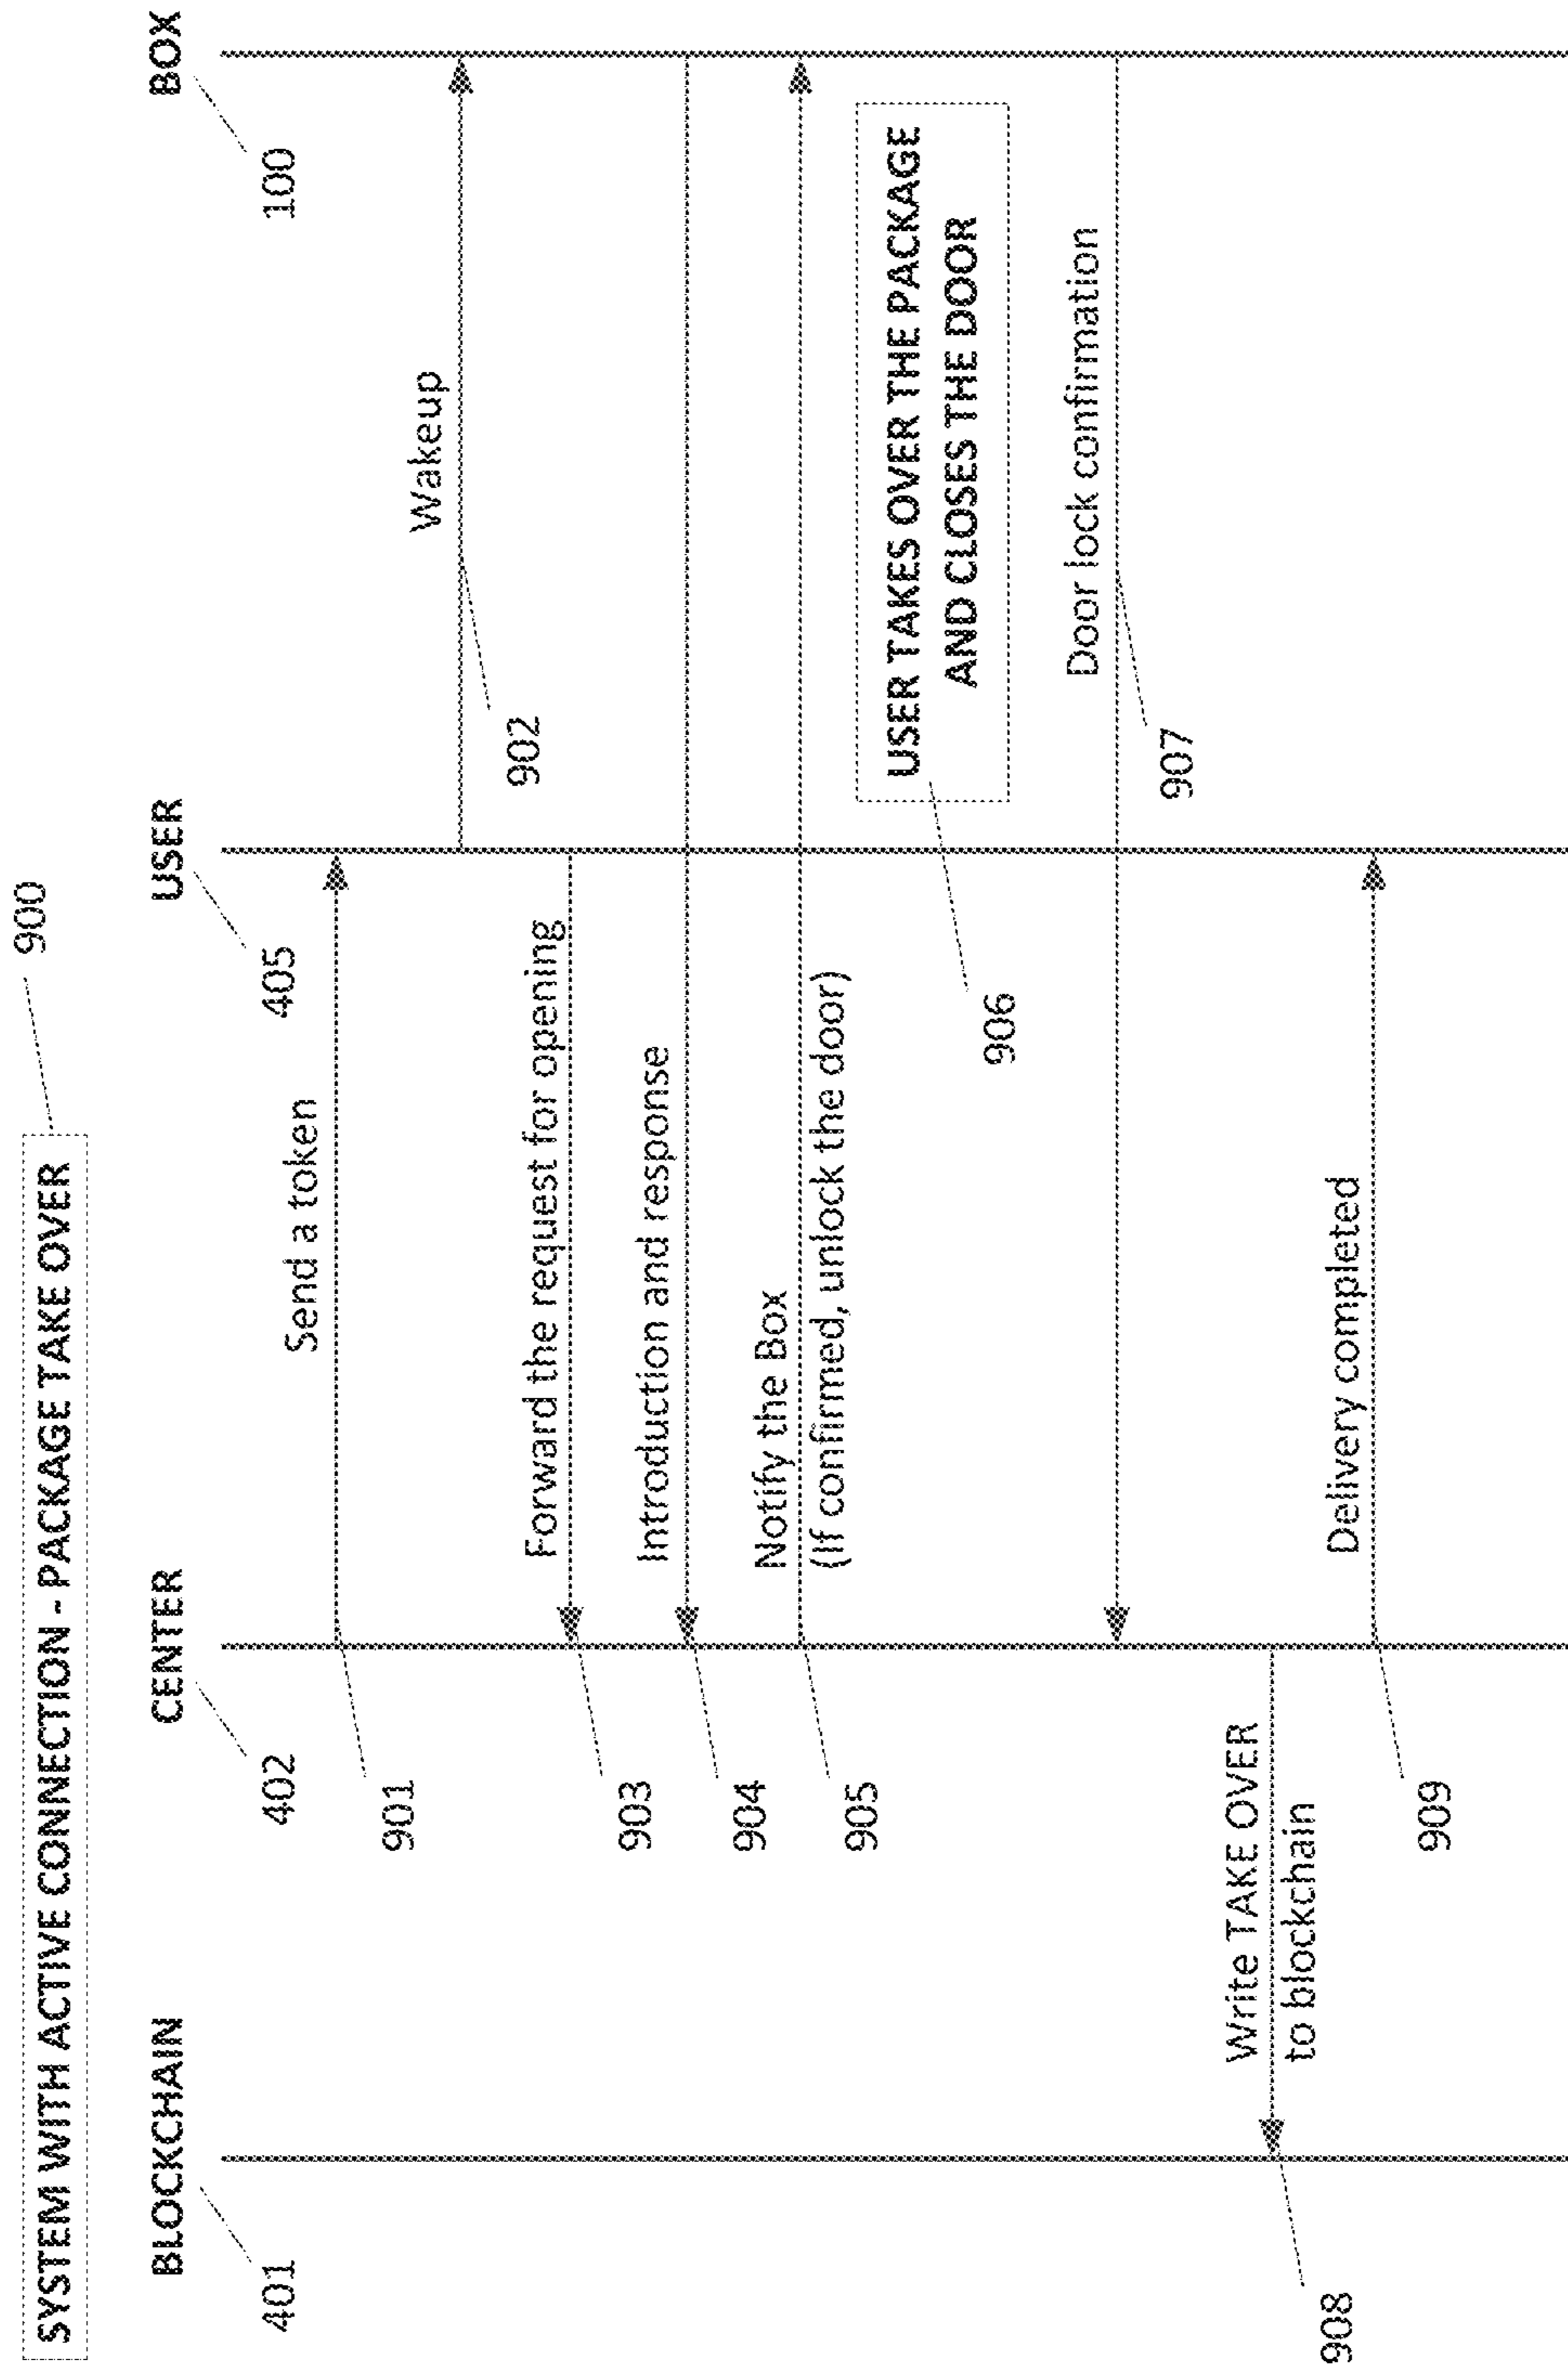 900
SYSTEM WITH ACTIVE CONNECTION - PACKAGE TAKE OVER
BLOCKCHAIN
CENTER
USER
BOX
401
402
405
100
Send a token
901
Wakeup
902
Forward the request for opening
903
Introduction and response
904
Notify the Box
(If confirmed, unlock the door)
905
USER TAKES OVER THE PACKAGE
AND CLOSES THE DOOR
906
Door lock confirmation
907
Write TAKE OVER
to blockchain
908
Delivery completed
909